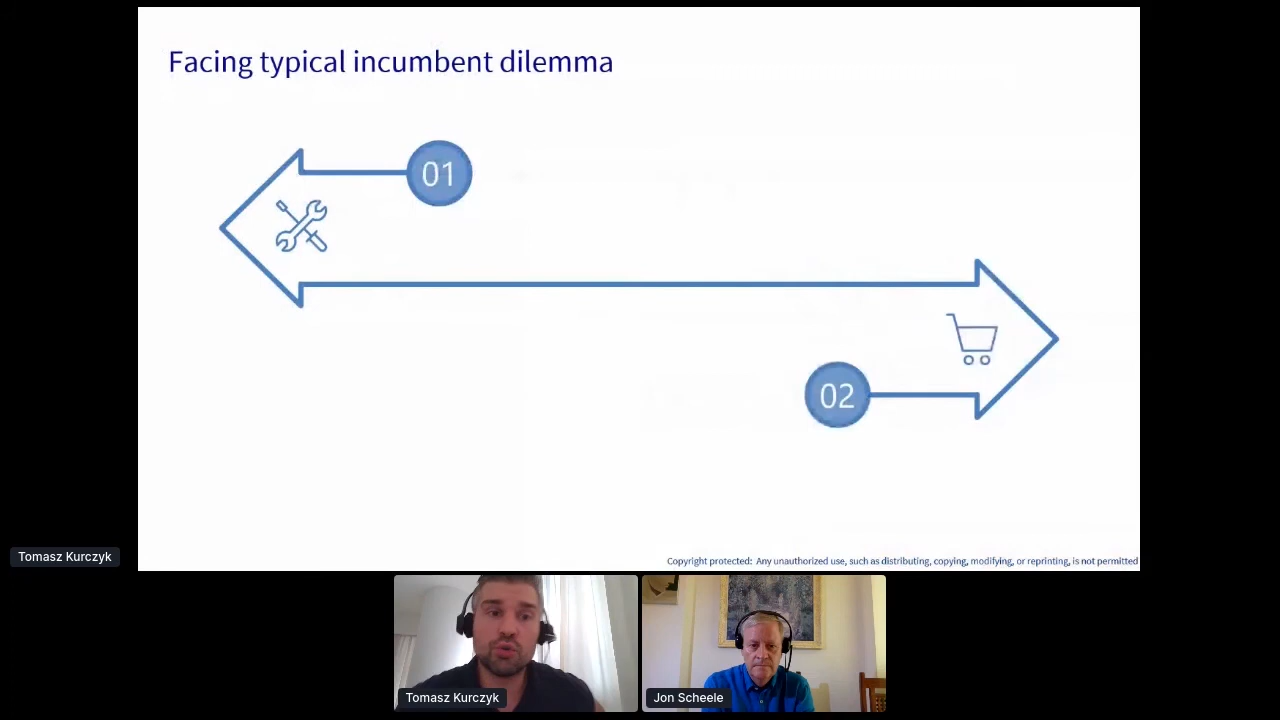 Facing typical incumbent dilemma
01
02
Copyright protected: Any unauthorized use, such as distributing, copying, modifying, or reprinting, is not permitted
Tomasz Kurczyk
Tomasz Kurczyk
Jon Scheele